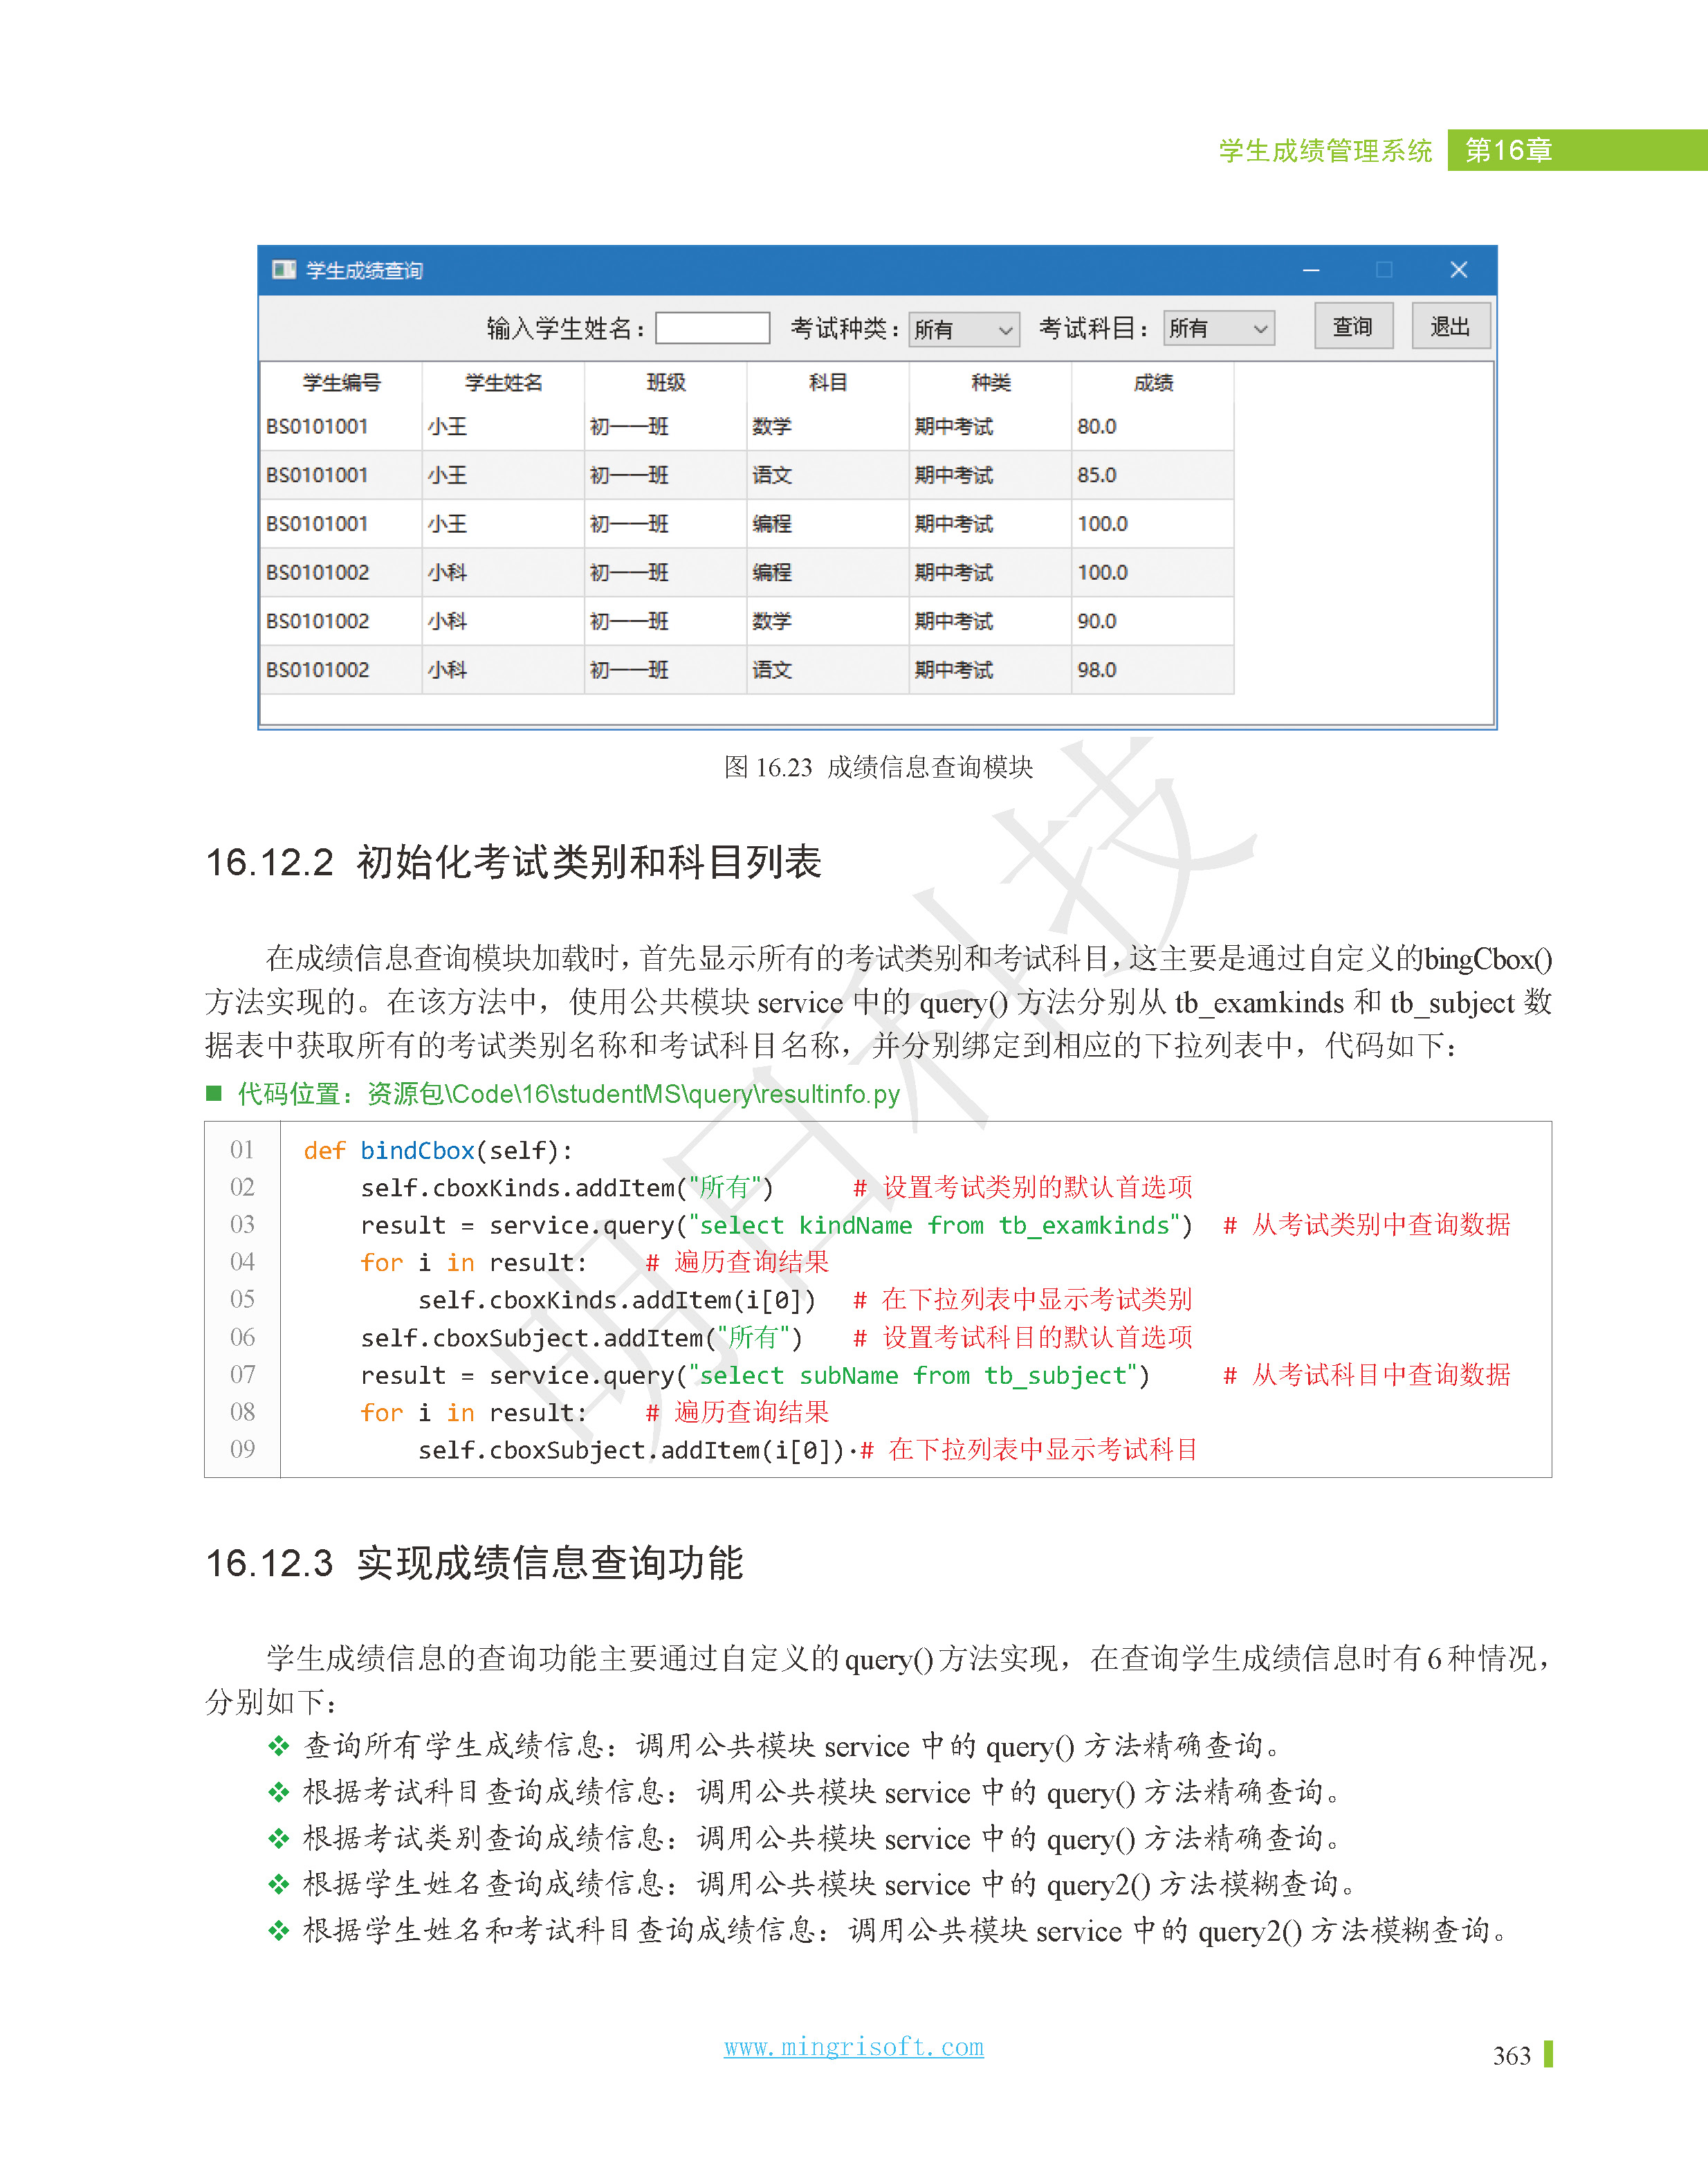 学生成绩管理系统 第16章
学生成绩查询
输入学生姓名： 考试种类： 所有 考试科目： 所有 查询 退出
学生编号 学生姓名 班级 科目 种类 成绩
BS0101001 小王 初一一班 数学 期中考试 80.0
BS0101001 小王 初一一班 语文 期中考试 85.0
BS0101001 小王 初一一班 编程 期中考试 100.0
BS0101002 小科 初一一班 编程 期中考试 100.0
BS0101002 小科 初一一班 数学 期中考试 90.0
BS0101002 小科 初一一班 语文 期中考试 98.0
图 16.23 成绩信息查询模块
16.12.2 初始化考试类别和科目列表
在成绩信息查询模块加载时，首先显示所有的考试类别和考试科目，这主要是通过自定义的bingCbox()
方法实现的。在该方法中，使用公共模块 service 中的 query() 方法分别从 tb_examkinds 和 tb_subject 数
据表中获取所有的考试类别名称和考试科目名称，并分别绑定到相应的下拉列表中，代码如下：
■ 代码位置：资源包\Code\16\studentMS\query\resultinfo.py
01 def bindCbox(self):
02 self.cboxKinds.addItem("所有") # 设置考试类别的默认首选项
03 result = service.query("select kindName from tb_examkinds") # 从考试类别中查询数据
04 for i in result: # 遍历查询结果
05 self.cboxKinds.addItem(i[0]) # 在下拉列表中显示考试类别
06 self.cboxSubject.addItem("所有") # 设置考试科目的默认首选项
07 result = service.query("select subName from tb_subject") # 从考试科目中查询数据
08 for i in result: # 遍历查询结果
09 self.cboxSubject.addItem(i[0])·# 在下拉列表中显示考试科目
16.12.3 实现成绩信息查询功能
学生成绩信息的查询功能主要通过自定义的 query() 方法实现，在查询学生成绩信息时有 6 种情况，
分别如下：
❖ 查询所有学生成绩信息：调用公共模块 service 中的 query() 方法精确查询。
❖ 根据考试科目查询成绩信息：调用公共模块 service 中的 query() 方法精确查询。
❖ 根据考试类别查询成绩信息：调用公共模块 service 中的 query() 方法精确查询。
❖ 根据学生姓名查询成绩信息：调用公共模块 service 中的 query2() 方法模糊查询。
❖ 根据学生姓名和考试科目查询成绩信息：调用公共模块 service 中的 query2() 方法模糊查询。
明日科技
www.mingrisoft.com
363